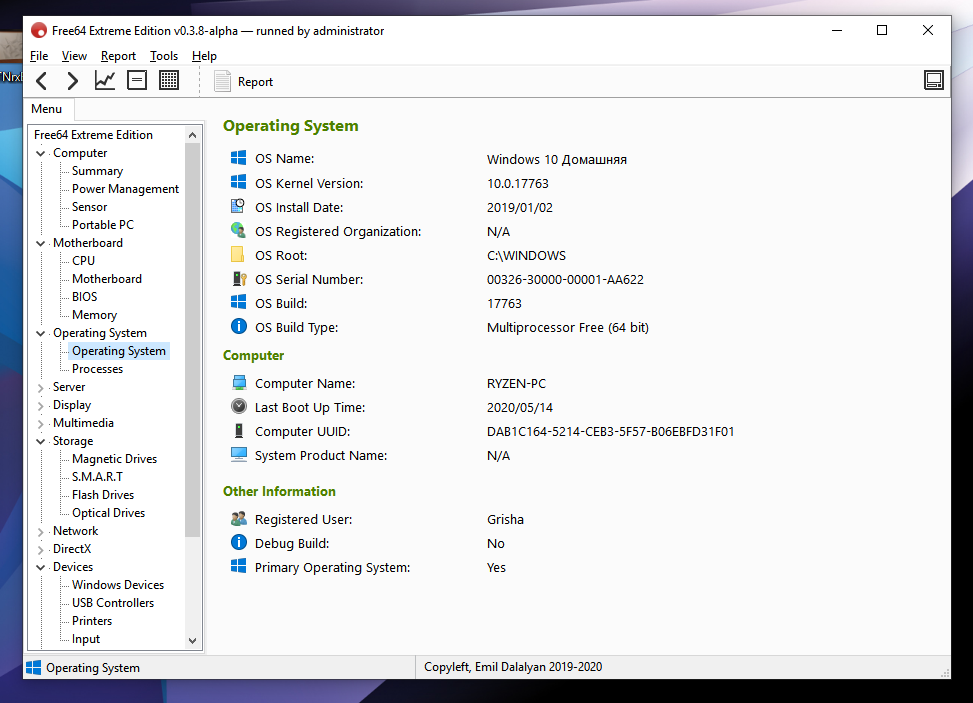 Free64 Extreme Edition v0.3.8-alpha — runned by administrator
File View Report Tools Help
Report
Menu
Free64 Extreme Edition
Computer
Summary
Power Management
Sensor
Portable PC
Motherboard
CPU
Motherboard
BIOS
Memory
Operating System
Operating System
Processes
Server
Display
Multimedia
Storage
Magnetic Drives
S.M.A.R.T
Flash Drives
Optical Drives
Network
DirectX
Devices
Windows Devices
USB Controllers
Printers
Input
Operating System
OS Name: Windows 10 Домашняя
OS Kernel Version: 10.0.17763
OS Install Date: 2019/01/02
OS Registered Organization: N/A
OS Root: C:\WINDOWS
OS Serial Number: 00326-30000-00001-AA622
OS Build: 17763
OS Build Type: Multiprocessor Free (64 bit)
Computer
Computer Name: RYZEN-PC
Last Boot Up Time: 2020/05/14
Computer UUID: DAB1C164-5214-CEB3-5F57-B06EBFD31F01
System Product Name: N/A
Other Information
Registered User: Grisha
Debug Build: No
Primary Operating System: Yes
Operating System
Copyleft, Emil Dalalyan 2019-2020